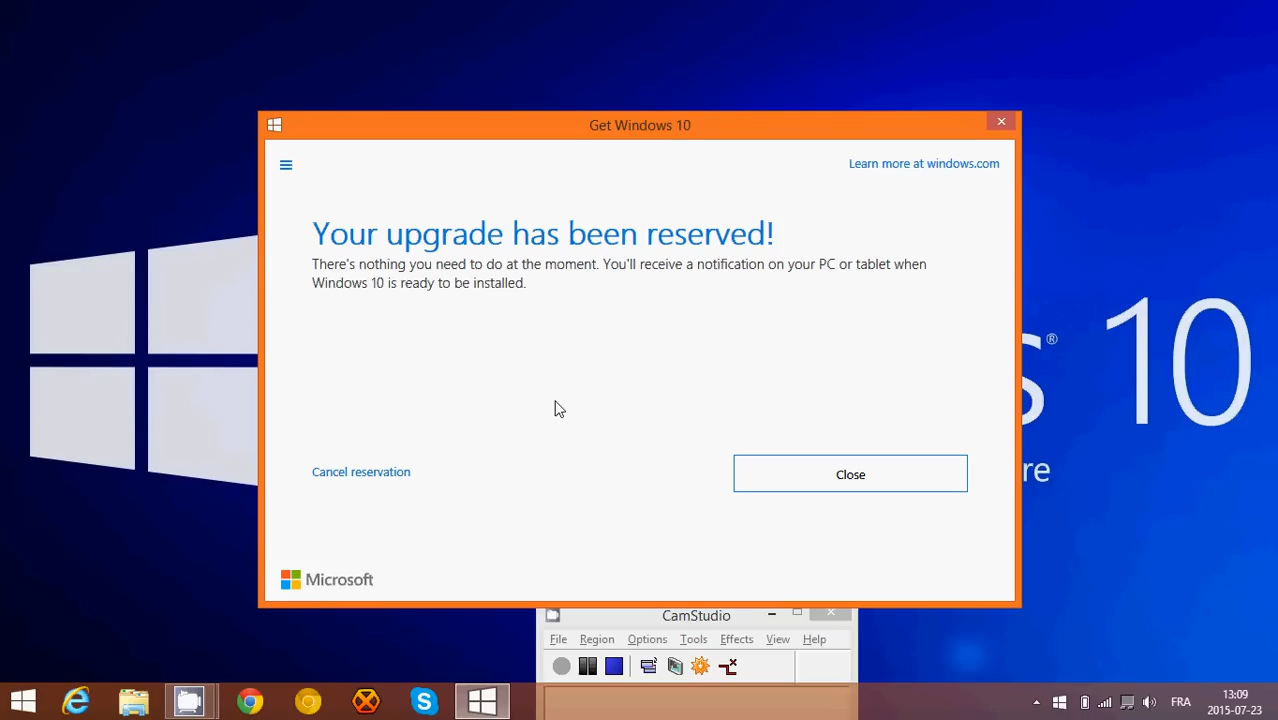 Get Windows 10
Learn more at windows.com
Your upgrade has been reserved!
There's nothing you need to do at the moment. You'll receive a notification on your PC or tablet when
Windows 10 is ready to be installed.
s® 10
re
Cancel reservation
Close
Microsoft
CamStudio
File Region Options Tools Effects View Help
FRA
13:09
2015-07-23